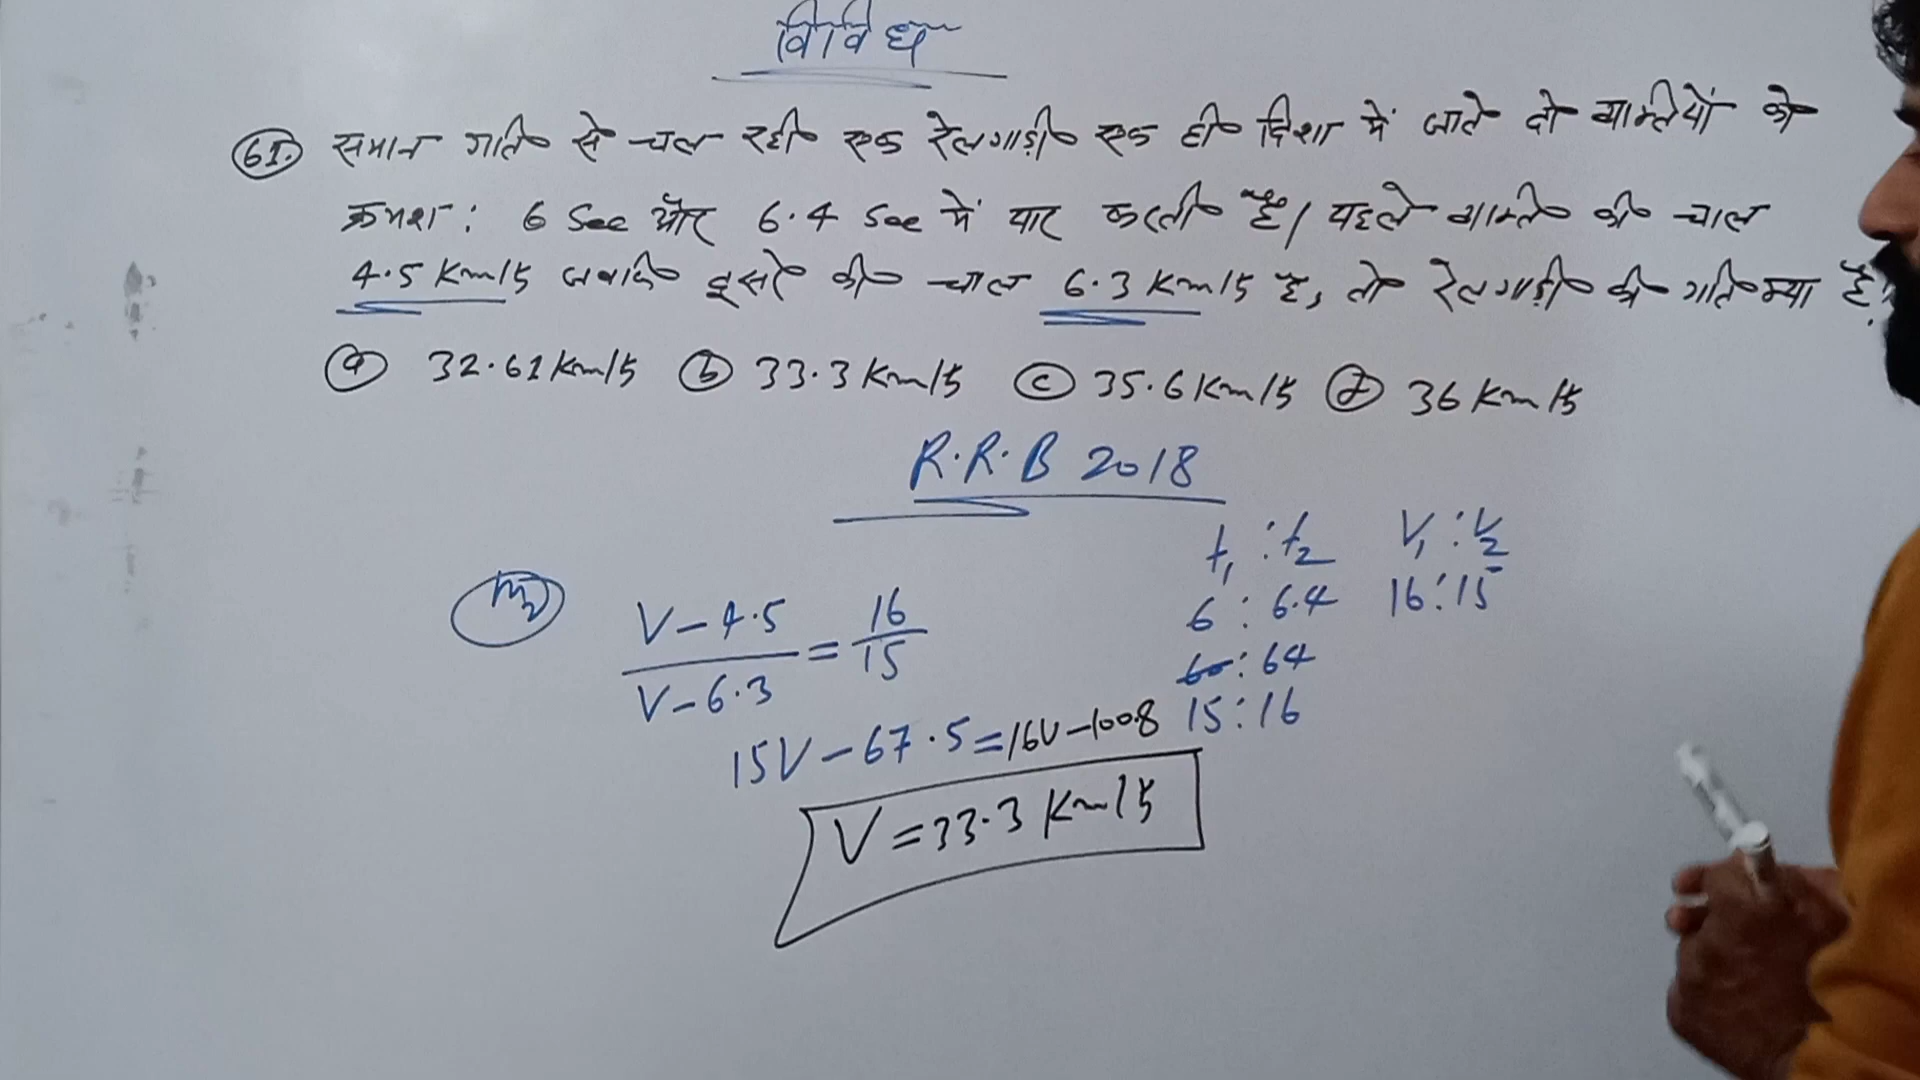 विविध
61. समान गति से चल रही एक रेलगाड़ी एक ही दिशा में जाते दो व्यक्तियों को
क्रमशः 6 Sec और 6.4 Sec में पार करती है। पहले व्यक्ति की चाल
4.5 Km/h जबकि दूसरे की चाल 6.3 Km/h है, तो रेलगाड़ी की गति क्या है?
(a) 32.61 Km/h (b) 33.3 Km/h (c) 35.6 Km/h (d) 36 Km/h
R.R.B 2018
t₁ : t₂ V₁ : V₂
6 : 6.4 16 : 15
60 : 64
15 : 16
V-4.5/V-6.3 = 16/15
15V - 67.5 = 16V - 100.8
V = 33.3 Km/h